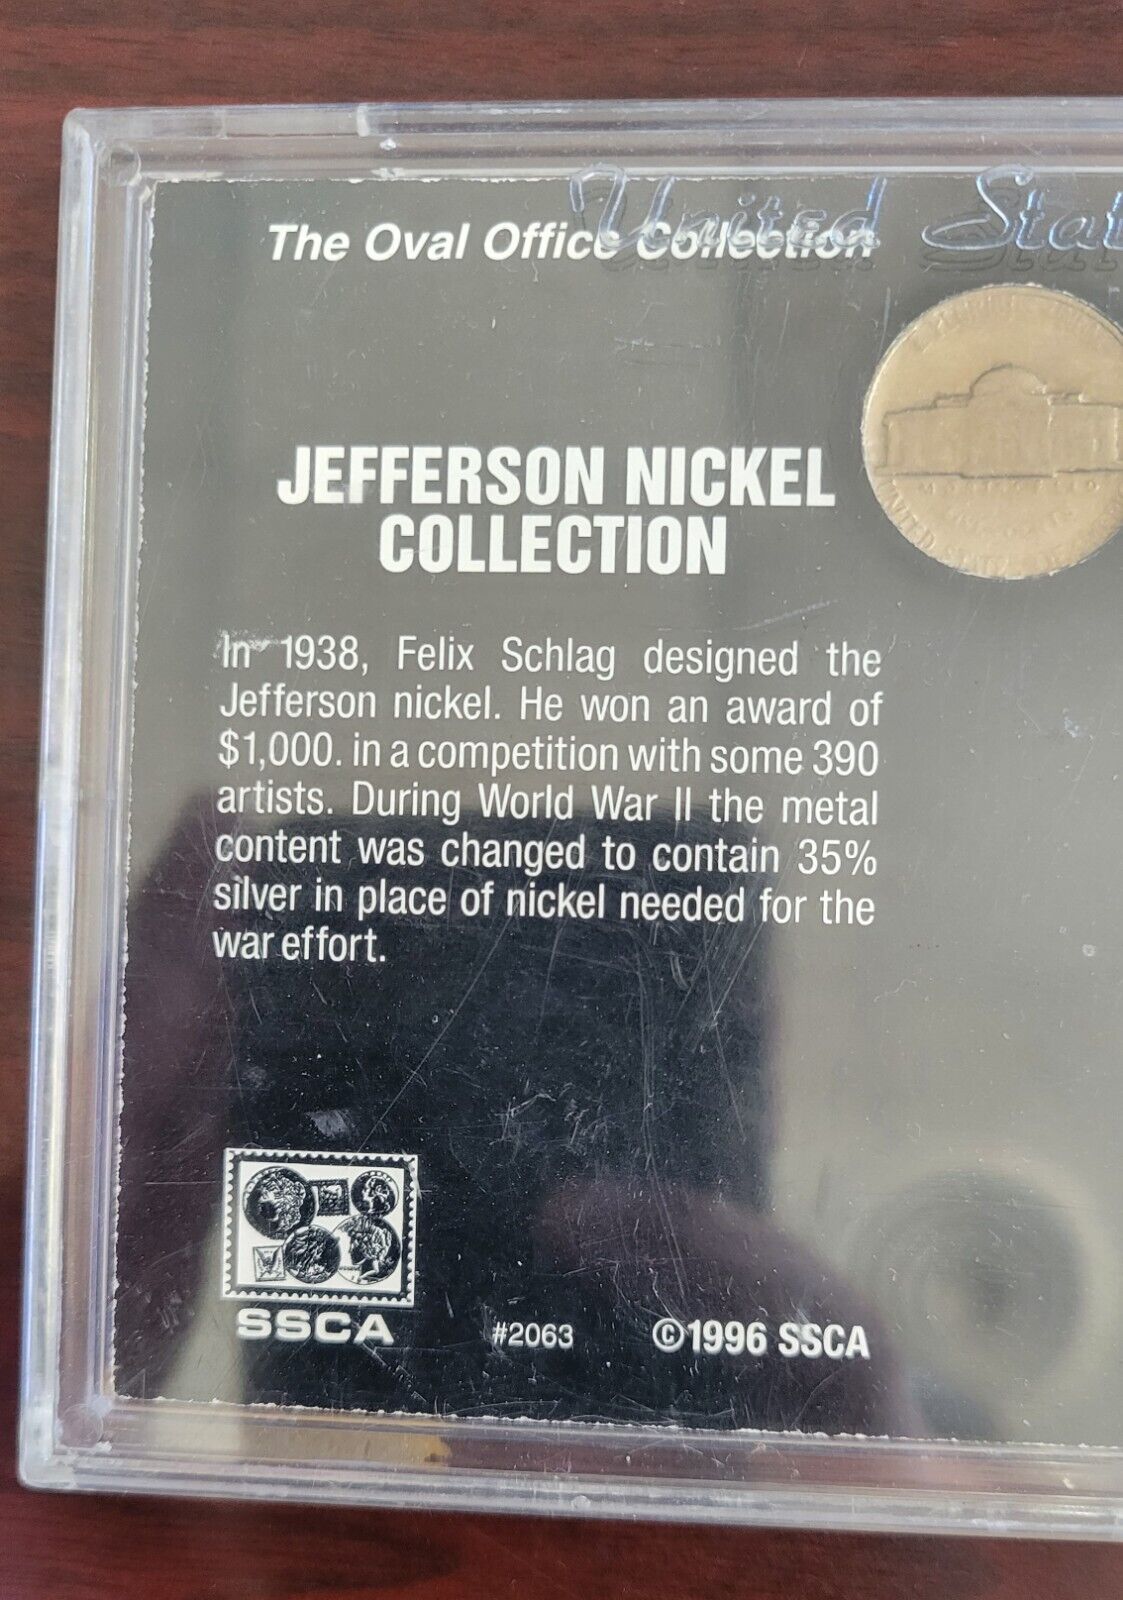 United Stat
The Oval Office Collection
JEFFERSON NICKEL
COLLECTION
In 1938, Felix Schlag designed the
Jefferson nickel. He won an award of
$1,000. in a competition with some 390
artists. During World War II the metal
content was changed to contain 35%
silver in place of nickel needed for the
war effort.
SSCA
#2063
©1996 SSCA